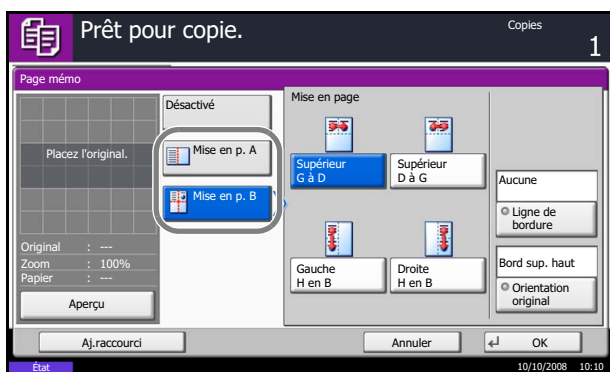 Prêt pour copie.
Copies
1
Page mémo
Placez l'original.
Original : ---
Zoom : 100%
Papier : ---
Aperçu
Désactivé
Mise en p. A
Mise en p. B
Mise en page
Supérieur
G à D
Supérieur
D à G
Gauche
H en B
Droite
H en B
Aucune
Ligne de
bordure
Bord sup. haut
Orientation
original
Aj.raccourci
Annuler
OK
État
10/10/2008 10:10